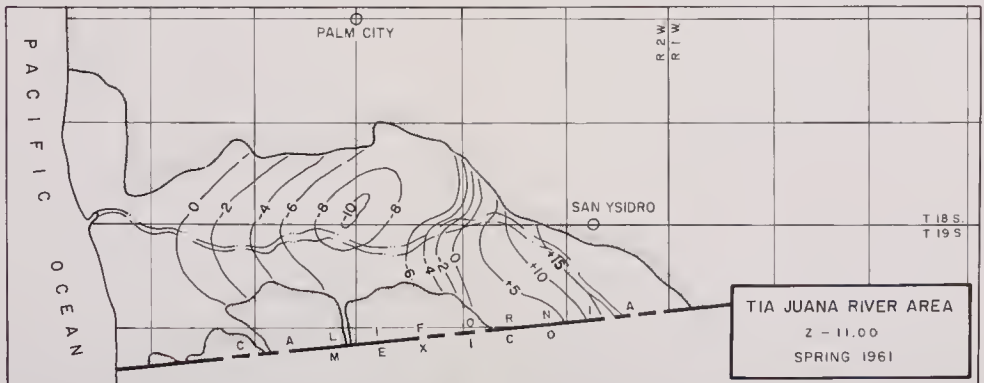 PACIFIC OCEAN
PALM CITY
R 2 W
R 1 W
SAN YSIDRO
T 18 S.
T 19 S
0
-2
-4
-6
-8
-10
-8
-6
-4
-2
0
+5
+10
+15
CALIFORNIA
MEXICO
TIA JUANA RIVER AREA
2 - 11.00
SPRING 1961